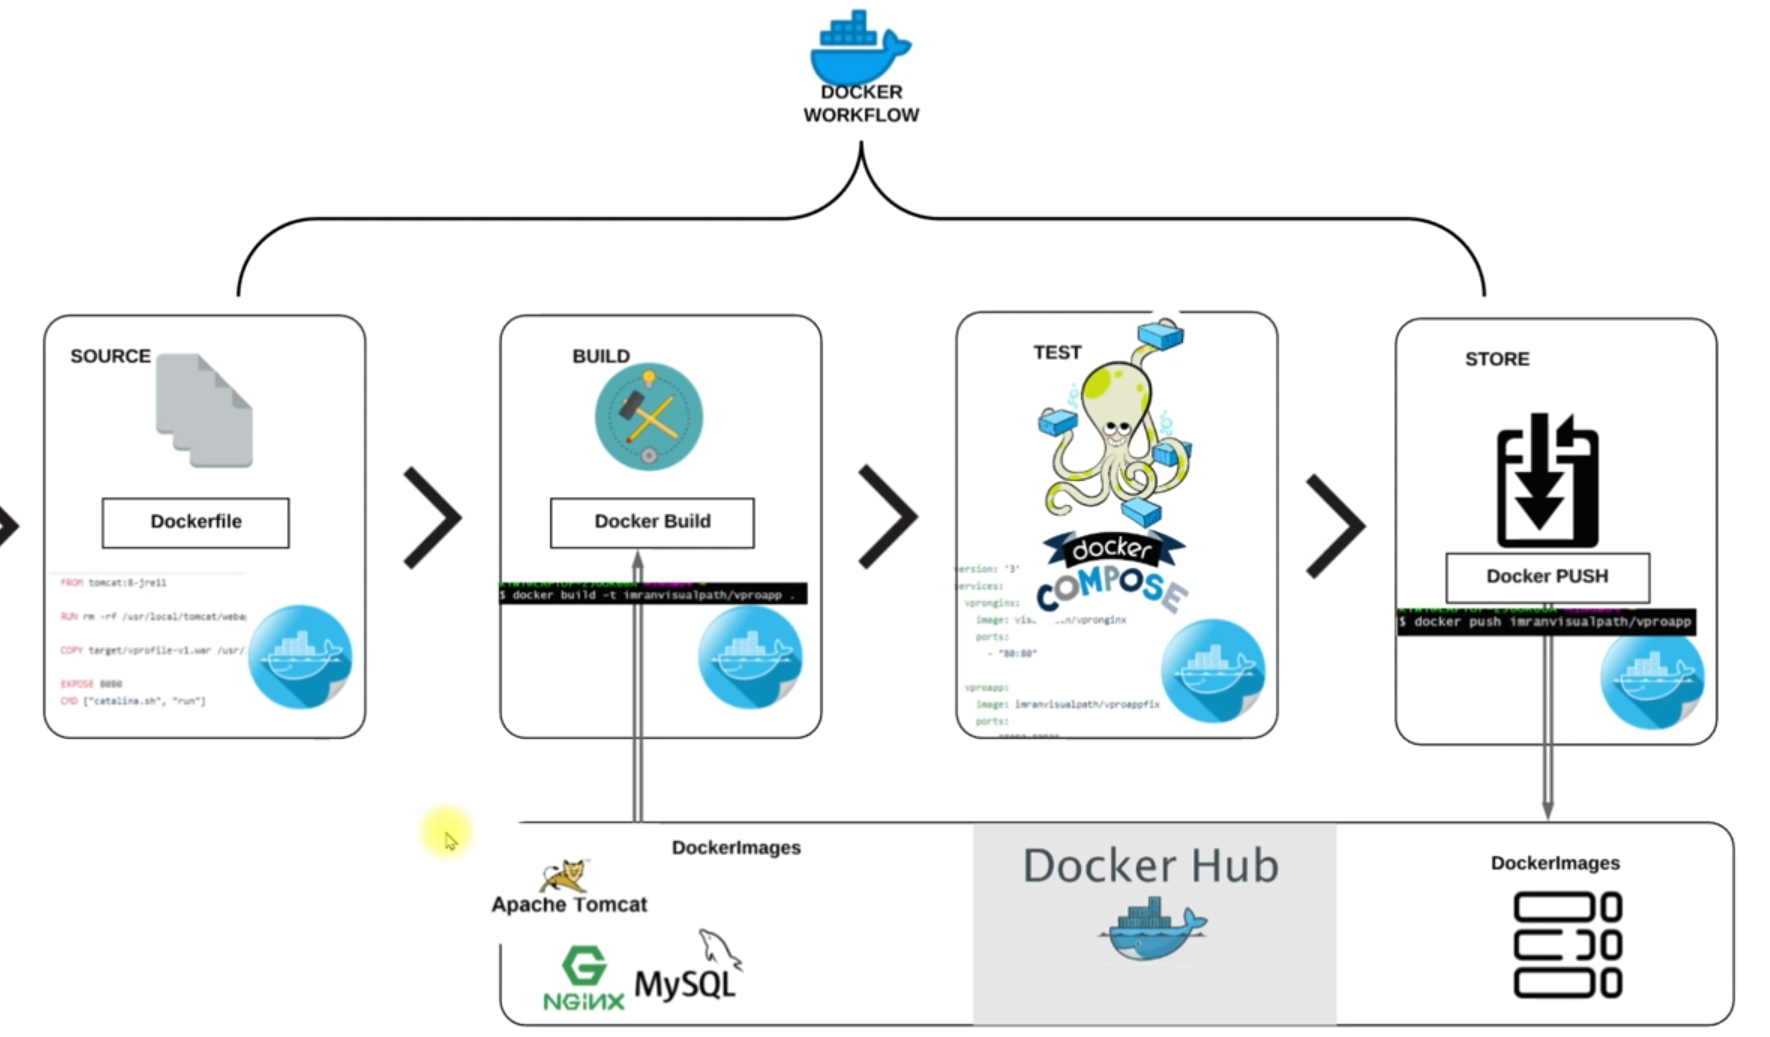 DOCKER
WORKFLOW
SOURCE
Dockerfile
FROM tomcat:8-jre11
RUN rm -rf /usr/local/tomcat/weba
COPY target/vprofile-v1.war /usr/
EXPOSE 8080
CMD ["catalina.sh", "run"]
BUILD
Docker Build
$ docker build -t imranvisualpath/vproapp .
TEST
docker
COMPOSE
version: '3'
services:
vpronginx:
image: vis n/vpronginx
ports:
- "80:80"
vproapp:
image: imranvisualpath/vproappfix
ports:
STORE
Docker PUSH
$ docker push imranvisualpath/vproapp
DockerImages
Apache Tomcat
NGINX
MySQL
Docker Hub
DockerImages